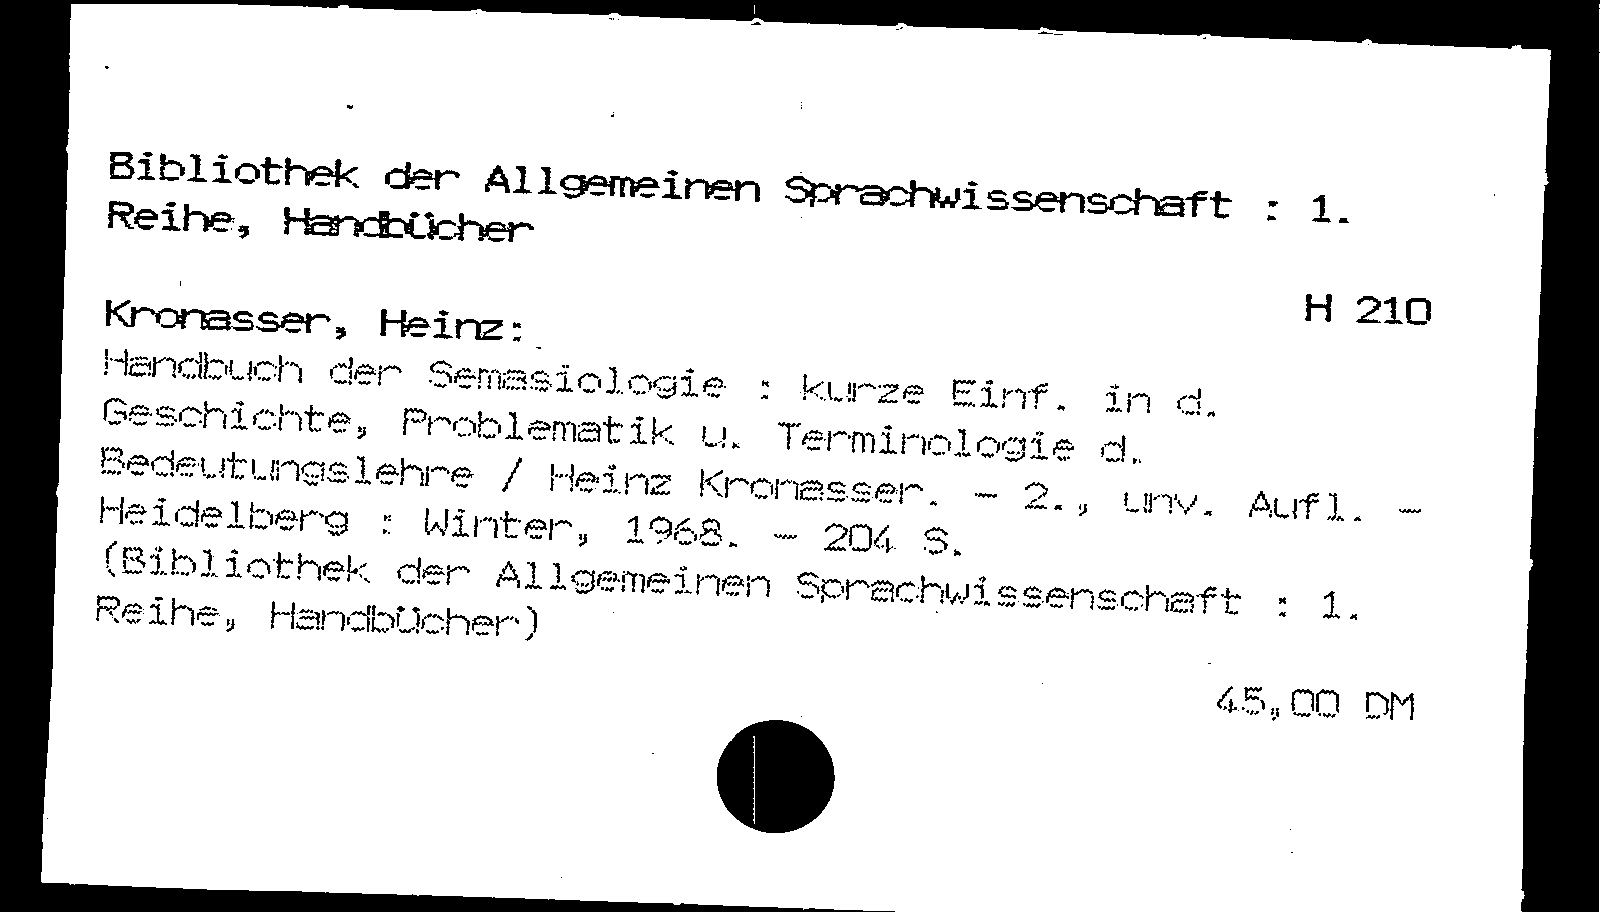 Bibliothek der Allgemeinen Sprachwissenschaft : 1.
Reihe, Handbücher
H 210
Kronasser, Heinz:
Handbuch der Semasiologie : kurze Einf. in d.
Geschichte, Problematik u. Terminologie d.
Bedeutungslehre / Heinz Kronasser. - 2., unv. Aufl. -
Heidelberg : Winter, 1968. - 204 S.
(Bibliothek der Allgemeinen Sprachwissenschaft : 1.
Reihe, Handbücher)
45,00 DM